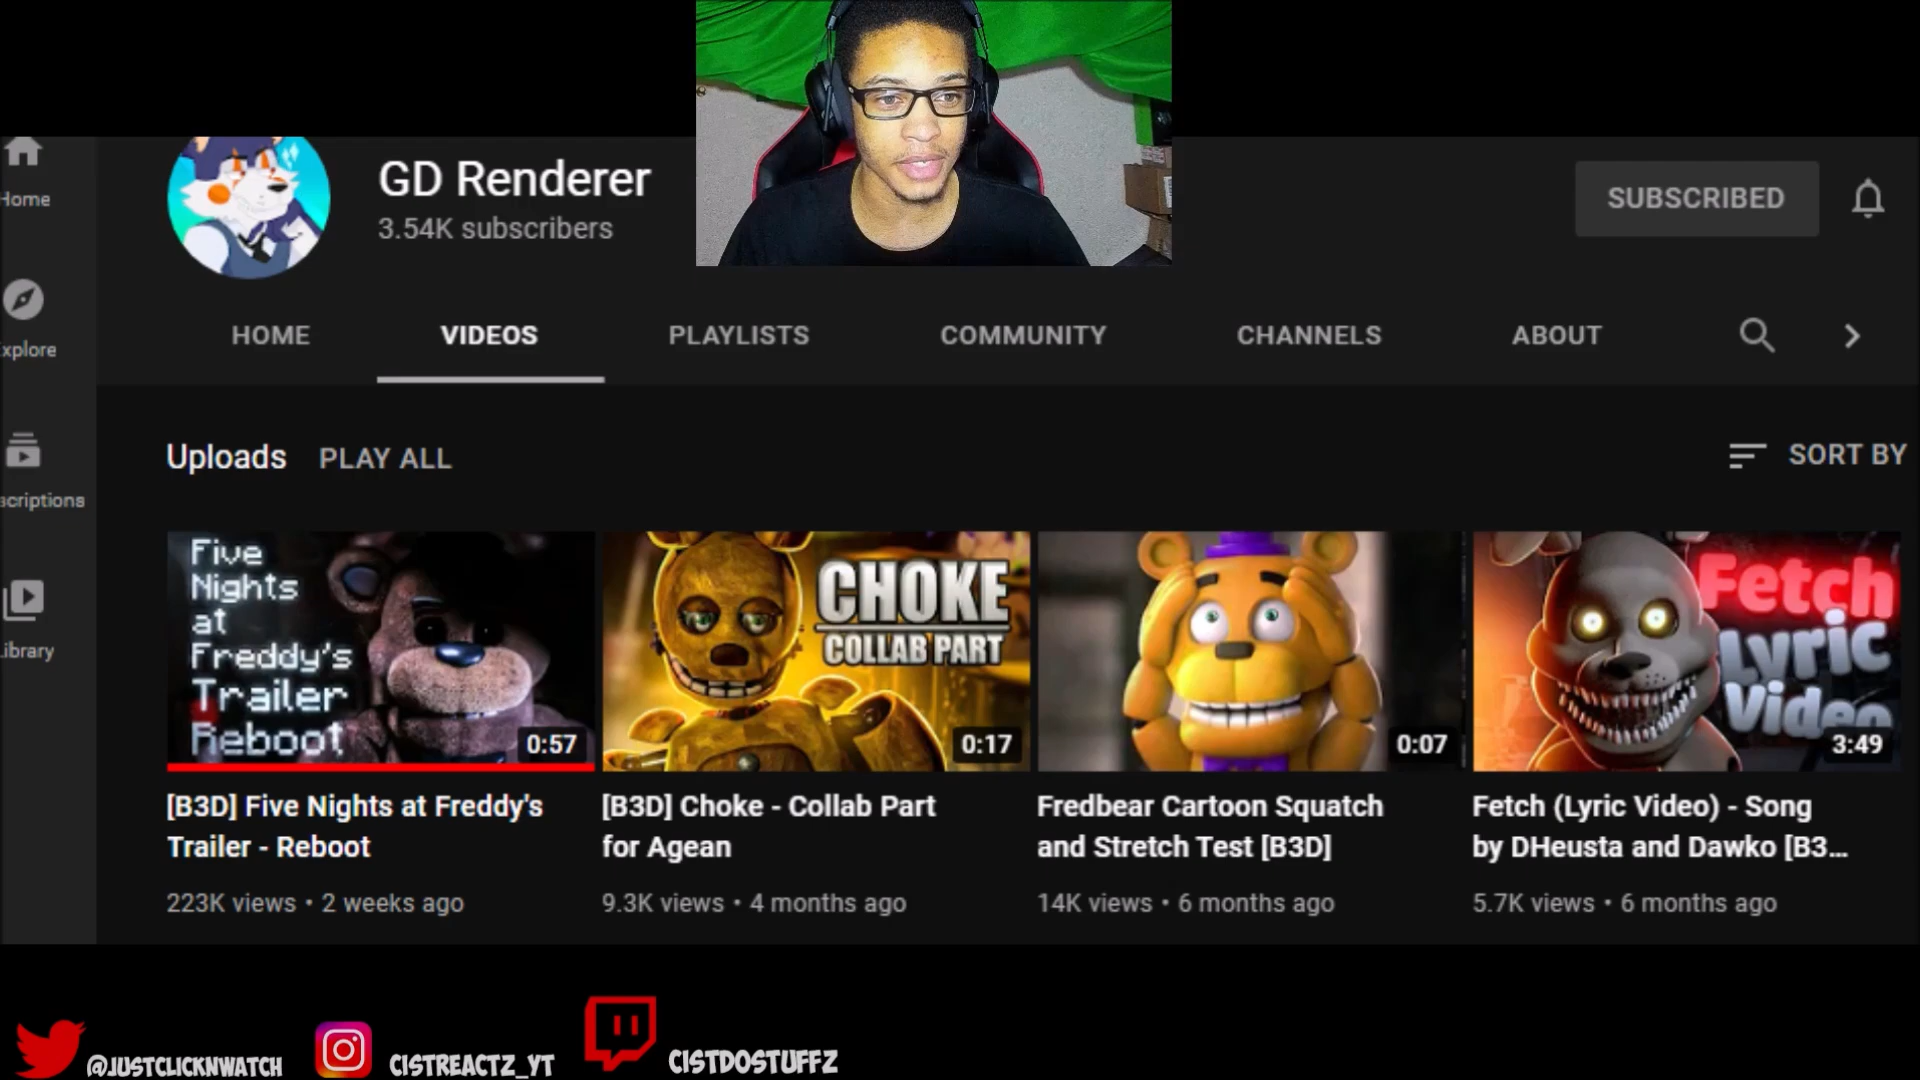 GD Renderer
3.54K subscribers
SUBSCRIBED
Home
xplore
scriptions
ibrary
HOME
VIDEOS
PLAYLISTS
COMMUNITY
CHANNELS
ABOUT
Uploads
PLAY ALL
SORT BY
Five
Nights
at
Freddy's
Trailer
Reboot
0:57
CHOKE
COLLAB PART
0:17
0:07
Fetch
Lyric
Video
3:49
[B3D] Five Nights at Freddy's
Trailer - Reboot
223K views • 2 weeks ago
[B3D] Choke - Collab Part
for Agean
9.3K views • 4 months ago
Fredbear Cartoon Squatch
and Stretch Test [B3D]
14K views • 6 months ago
Fetch (Lyric Video) - Song
by DHeusta and Dawko [B3...
5.7K views • 6 months ago
@JUSTCLICKNWATCH
CISTREACTZ_YT
CISTDOSTUFFZ